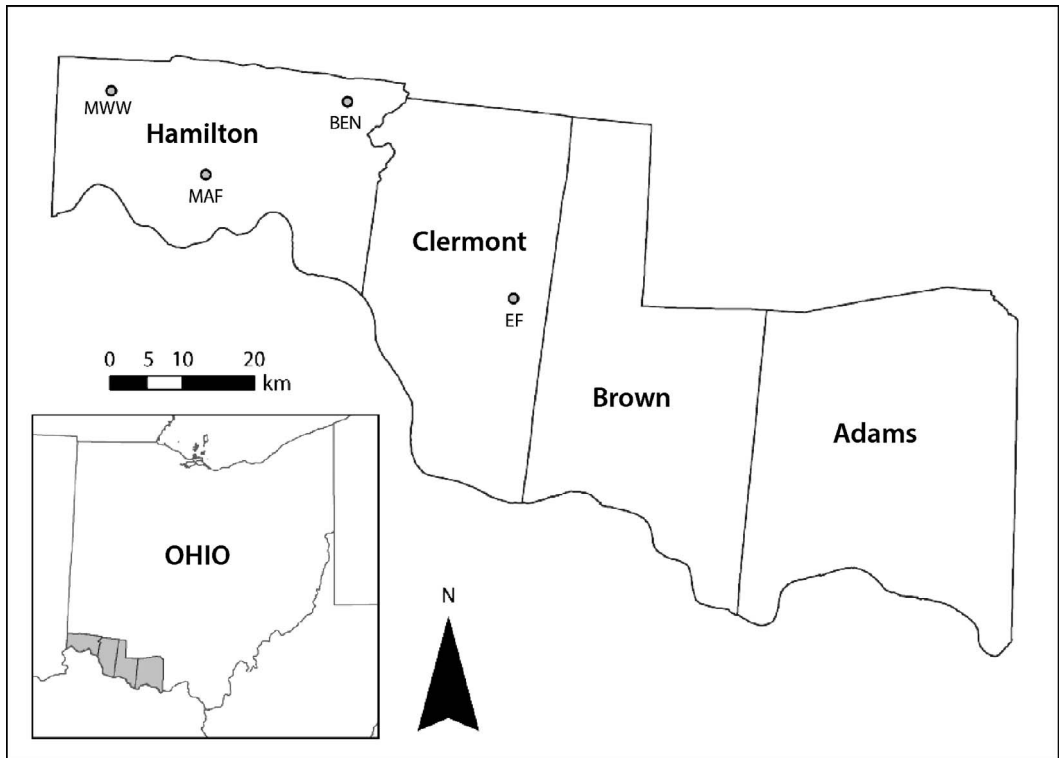 MWW
BEN
Hamilton
MAF
Clermont
EF
0 5 10 20
km
Brown
Adams
OHIO
N